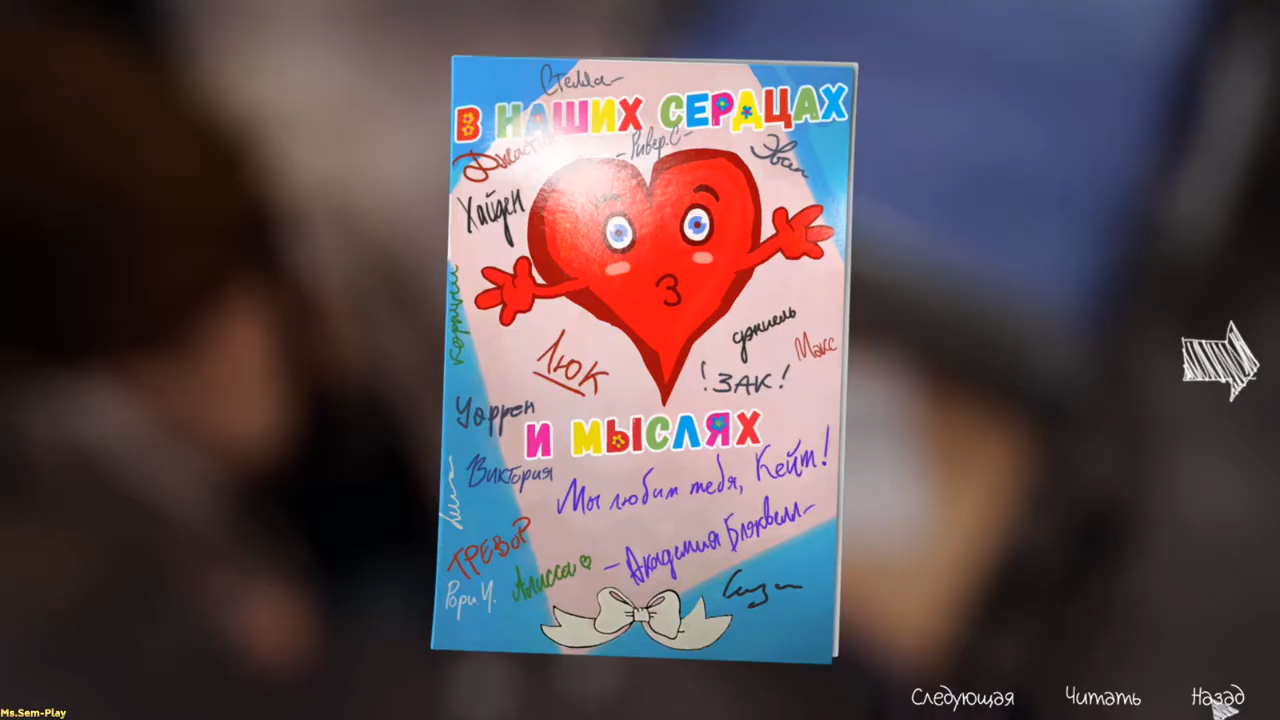 Стелла-
В НАШИХ СЕРДЦАХ
-Ривер.С-
Эван
Хайден
Люк
Дэниель
Макс
!ЗАК!
Уоррен
И МЫСЛЯХ
Виктория
Мы любим тебя, Кейт!
ТРЕВОР
Алисса
-Академия Блэквелл-
Рори У.
Следующая
Читать
Назад
Ms.Sem-Play